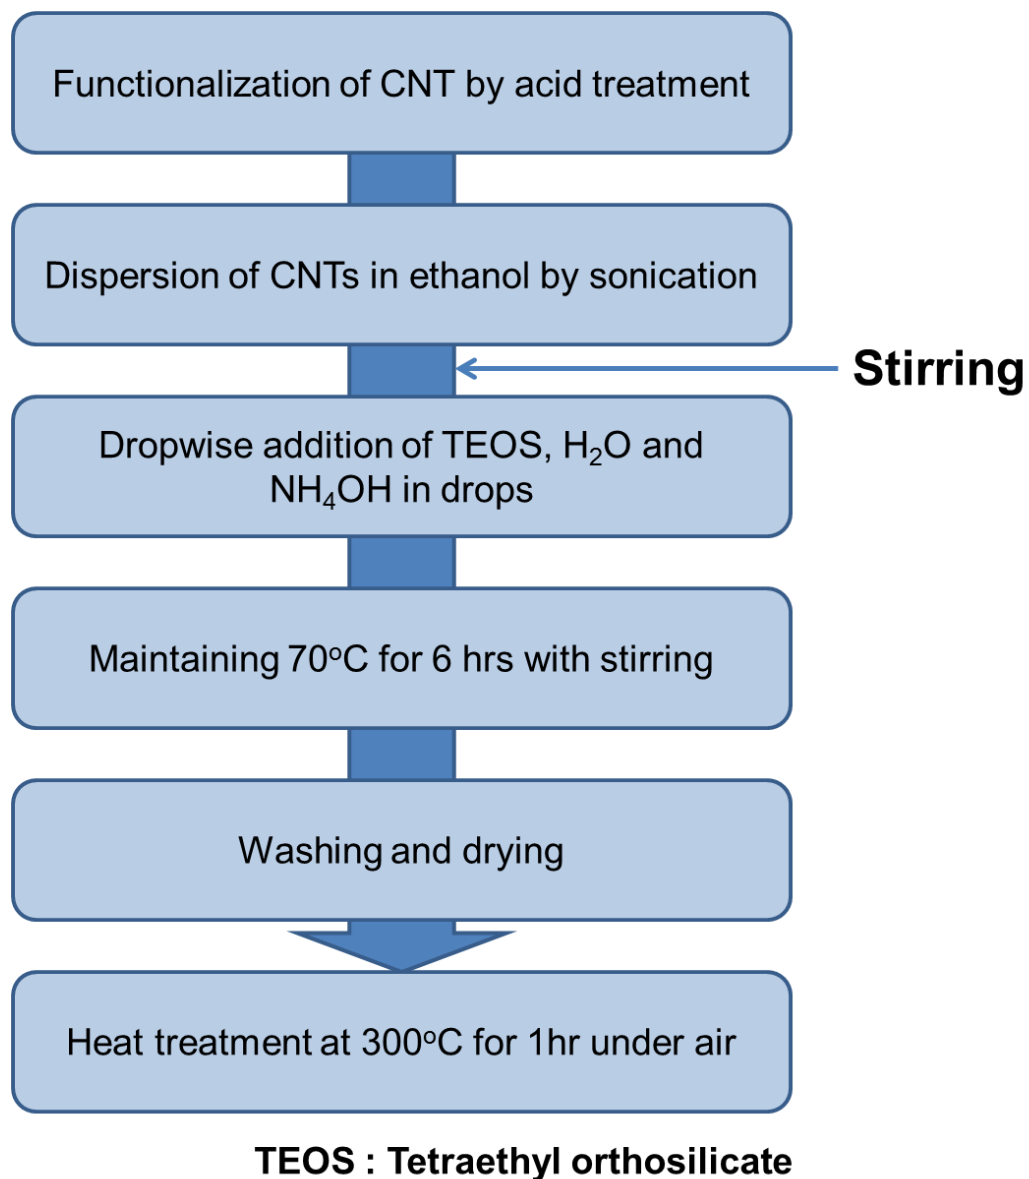 Functionalization of CNT by acid treatment
Dispersion of CNTs in ethanol by sonication
Stirring
Dropwise addition of TEOS, H₂O and
NH₄OH in drops
Maintaining 70ºC for 6 hrs with stirring
Washing and drying
Heat treatment at 300ºC for 1hr under air
TEOS : Tetraethyl orthosilicate